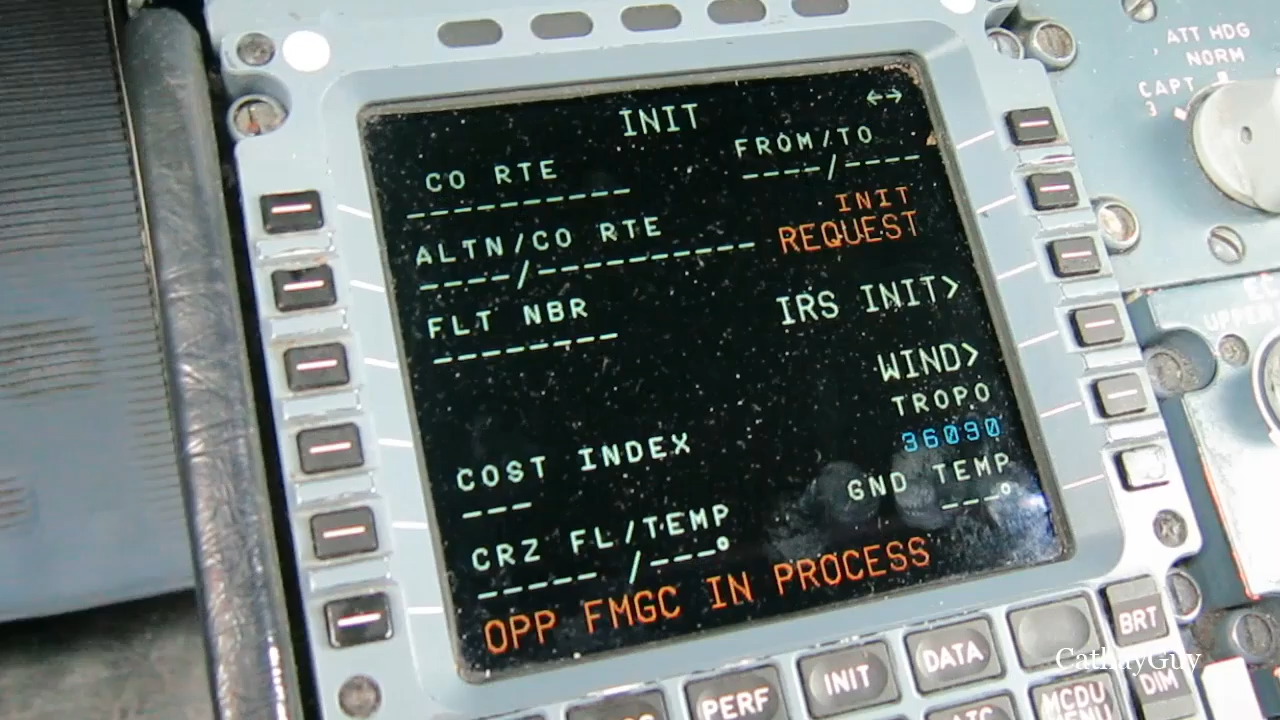 INIT ←→
CO RTE FROM/TO
--------- ----/----
ALTN/CO RTE INIT
----/---------- REQUEST
FLT NBR IRS INIT>
--------
WIND>
TROPO
36090
COST INDEX GND TEMP
--- ---°
CRZ FL/TEMP
----- /---°
OPP FMGC IN PROCESS
PERF INIT DATA BRT
MCDU
MENU
DIM
ATT HDG
NORM
CAPT
3
UPPER
CathayGuy